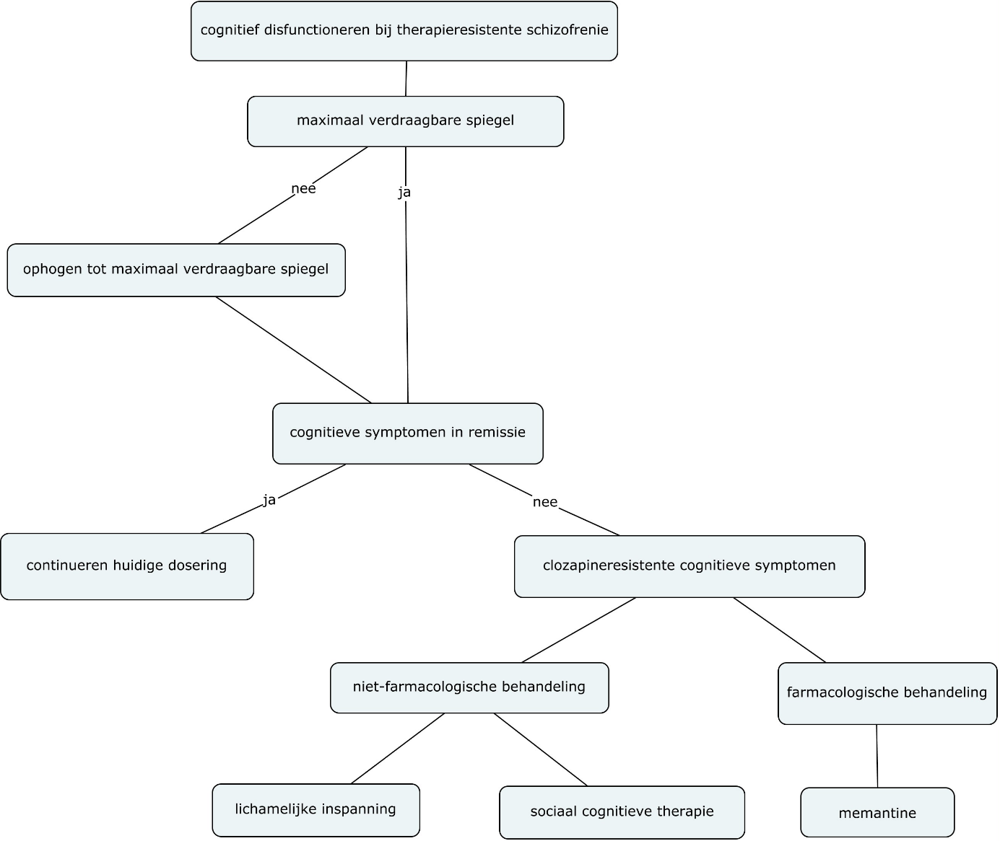 cognitief disfunctioneren bij therapieresistente schizofrenie
maximaal verdraagbare spiegel
nee
ja
ophogen tot maximaal verdraagbare spiegel
cognitieve symptomen in remissie
ja
nee
continueren huidige dosering
clozapineresistente cognitieve symptomen
niet-farmacologische behandeling
farmacologische behandeling
lichamelijke inspanning
sociaal cognitieve therapie
memantine